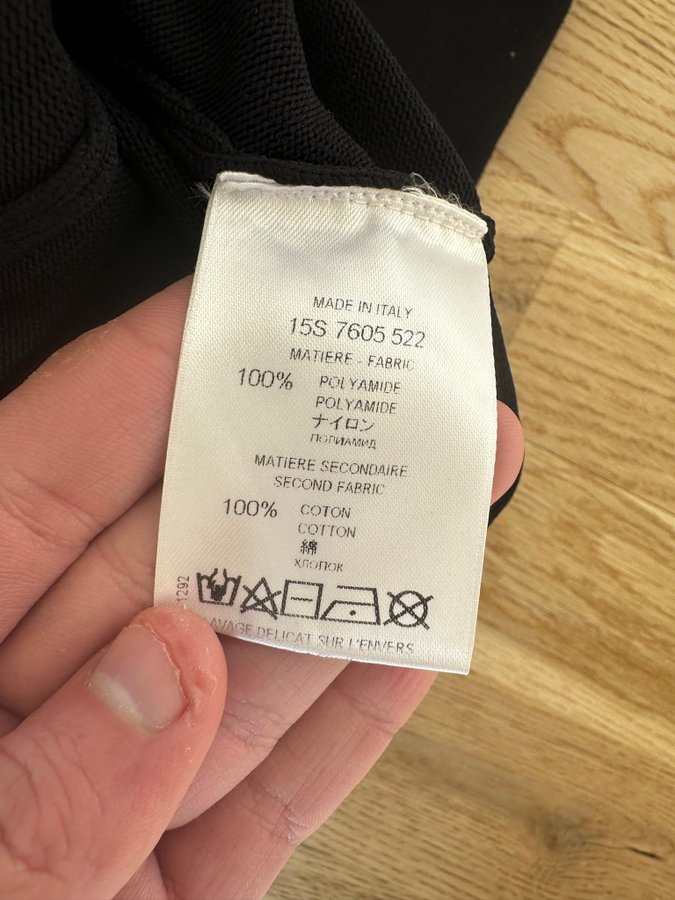 MADE IN ITALY
15S 7605 522
MATIERE - FABRIC
100% POLYAMIDE
POLYAMIDE
ナイロン
ПОЛИАМИД
MATIERE SECONDAIRE
SECOND FABRIC
100% COTON
COTTON
綿
ХЛОПОК
1292
AVAGE DELICAT SUR L'ENVERS